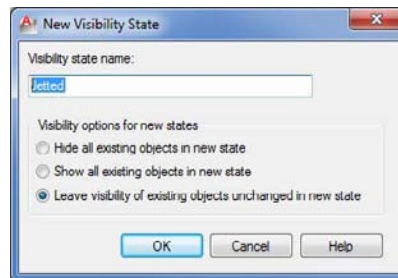 New Visibility State
Visibility state name:
Jetted
Visibility options for new states
Hide all existing objects in new state
Show all existing objects in new state
Leave visibility of existing objects unchanged in new state
OK Cancel Help